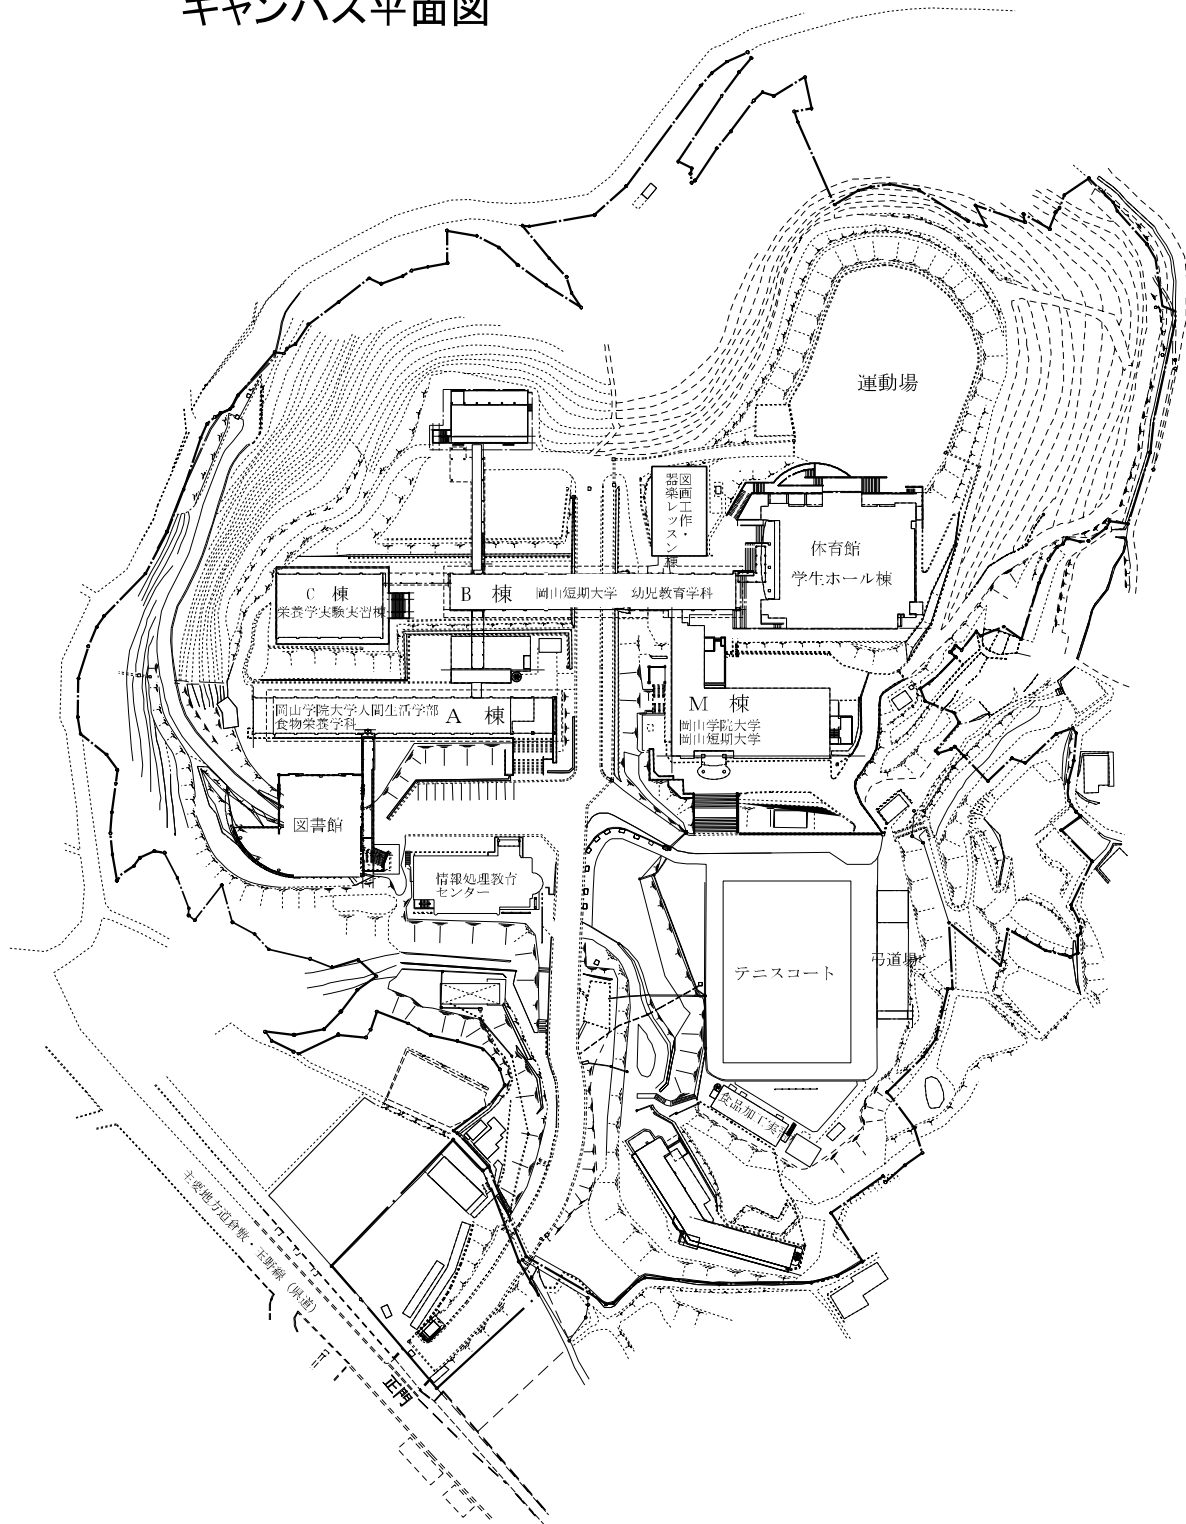 キャンパス平面図
運動場
図画工作・
器楽レッスン棟
体育館
学生ホール棟
C 棟
栄養学実験実習棟
B 棟
岡山短期大学 幼児教育学科
岡山学院大学人間生活学部
食物栄養学科
A 棟
M 棟
岡山学院大学
岡山短期大学
図書館
情報処理教育
センター
テニスコート
弓道場
食品加工実
主要地方道倉敷・玉野線(県道)
正門